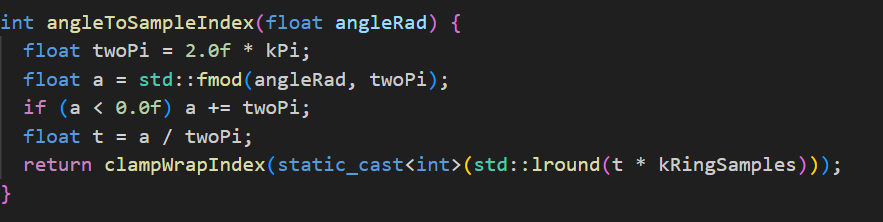 int angleToSampleIndex(float angleRad) {
  float twoPi = 2.0f * kPi;
  float a = std::fmod(angleRad, twoPi);
  if (a < 0.0f) a += twoPi;
  float t = a / twoPi;
  return clampWrapIndex(static_cast<int>(std::lround(t * kRingSamples)));
}